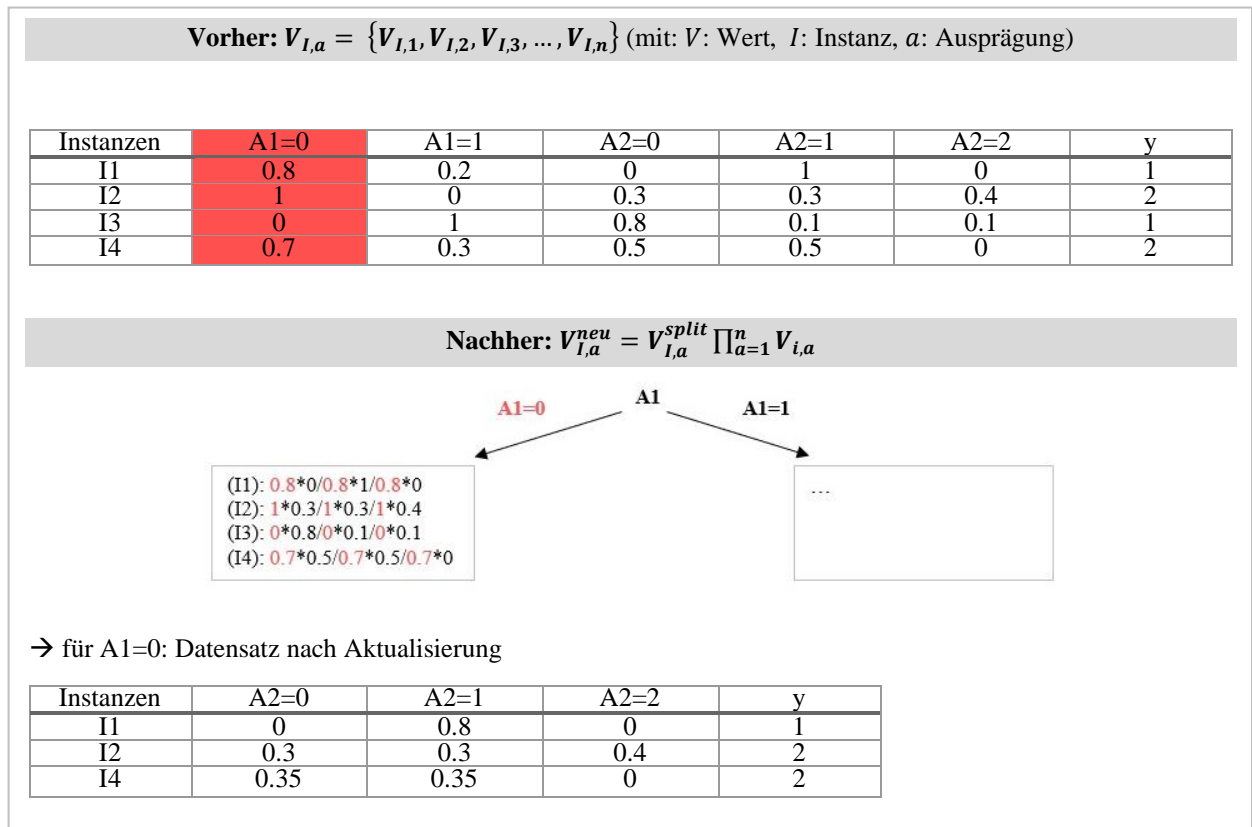 Vorher: V_{I,a} = {V_{I,1}, V_{I,2}, V_{I,3}, … , V_{I,n}} (mit: V: Wert, I: Instanz, a: Ausprägung)
Instanzen A1=0 A1=1 A2=0 A2=1 A2=2 y
I1 0.8 0.2 0 1 0 1
I2 1 0 0.3 0.3 0.4 2
I3 0 1 0.8 0.1 0.1 1
I4 0.7 0.3 0.5 0.5 0 2
Nachher: V_{I,a}^{neu} = V_{I,a}^{split} ∏_{a=1}^{n} V_{i,a}
A1=0 A1 A1=1
(I1): 0.8*0/0.8*1/0.8*0
(I2): 1*0.3/1*0.3/1*0.4
(I3): 0*0.8/0*0.1/0*0.1
(I4): 0.7*0.5/0.7*0.5/0.7*0
…
→ für A1=0: Datensatz nach Aktualisierung
Instanzen A2=0 A2=1 A2=2 y
I1 0 0.8 0 1
I2 0.3 0.3 0.4 2
I4 0.35 0.35 0 2